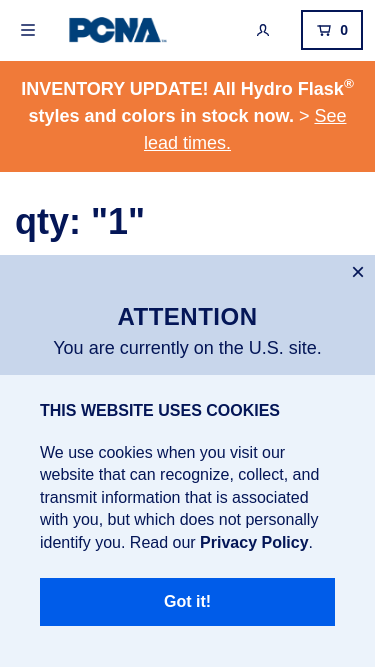 PCNA
0
INVENTORY UPDATE! All Hydro Flask®
styles and colors in stock now. > See
lead times.
qty: "1"
ATTENTION
You are currently on the U.S. site.
THIS WEBSITE USES COOKIES
We use cookies when you visit our
website that can recognize, collect, and
transmit information that is associated
with you, but which does not personally
identify you. Read our Privacy Policy.
Got it!